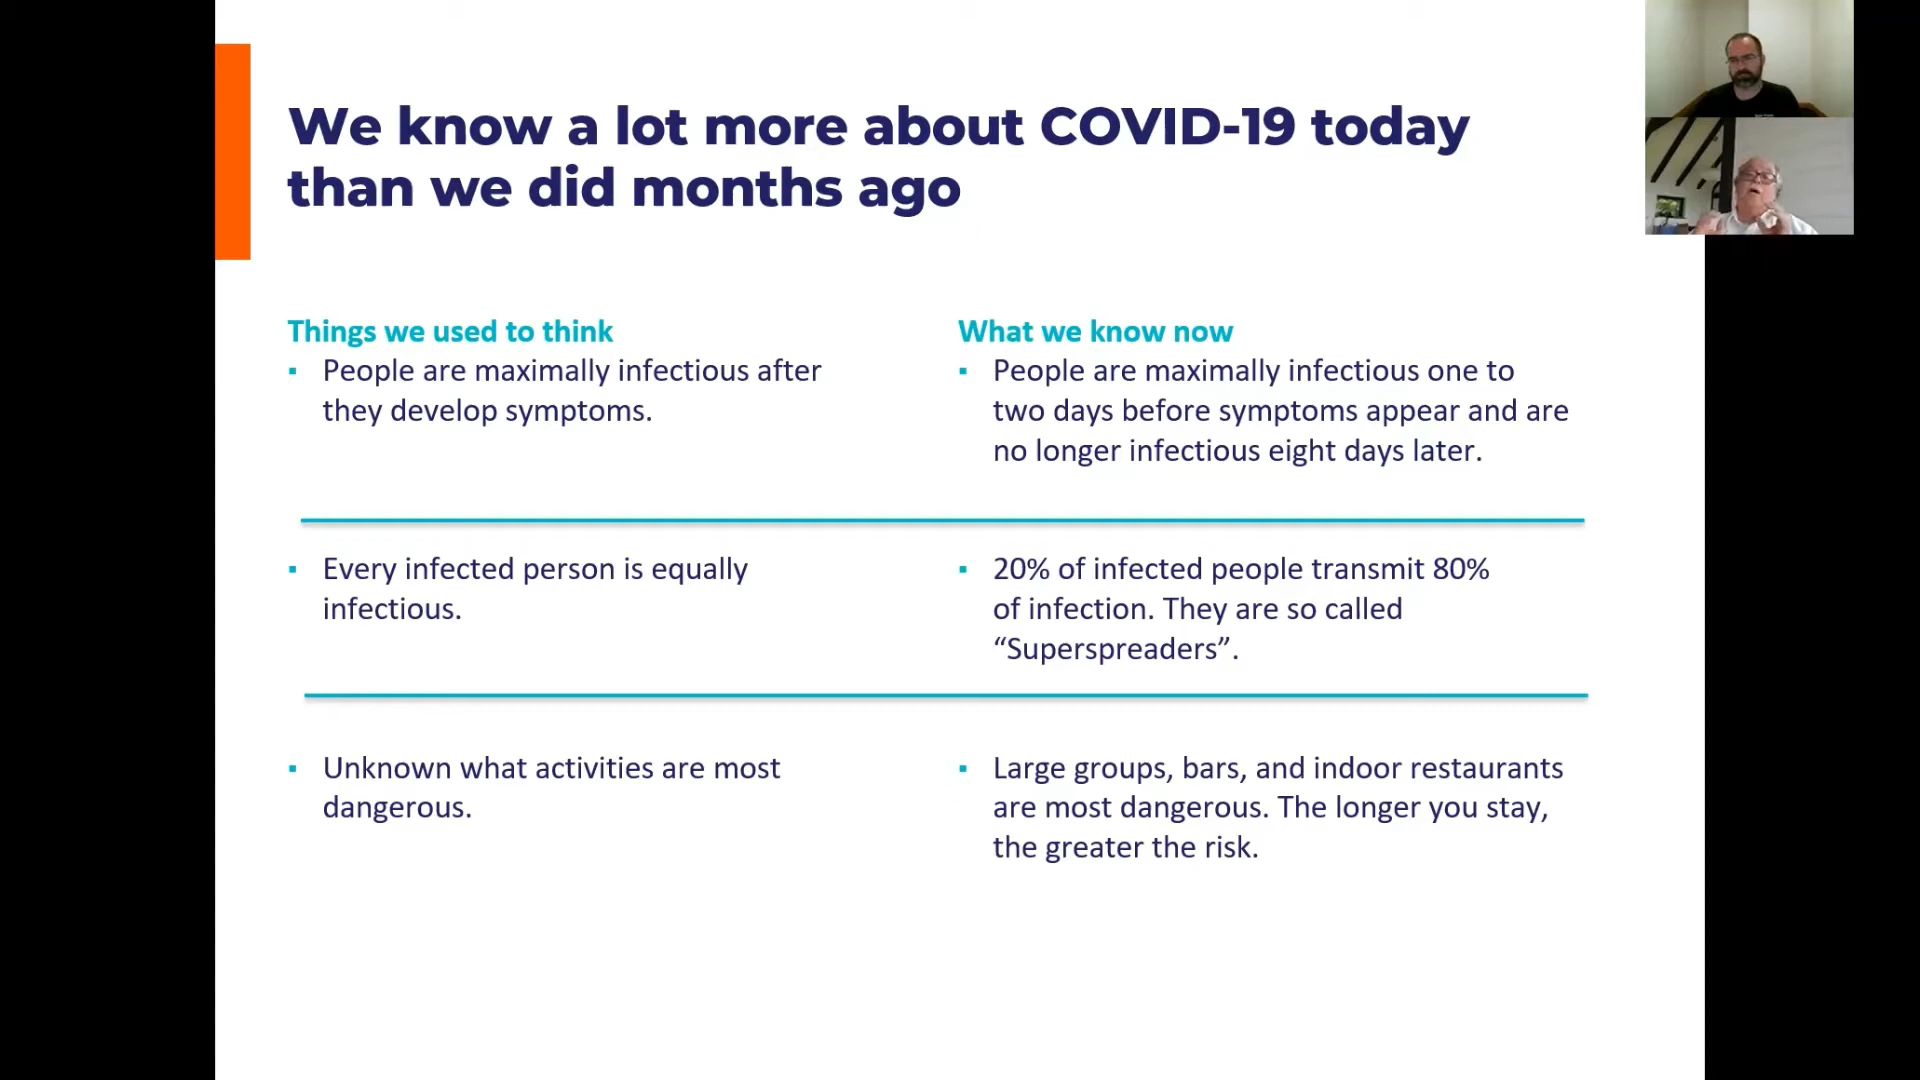 We know a lot more about COVID-19 today
than we did months ago
Things we used to think
▪ People are maximally infectious after
they develop symptoms.
What we know now
▪ People are maximally infectious one to
two days before symptoms appear and are
no longer infectious eight days later.
▪ Every infected person is equally
infectious.
▪ 20% of infected people transmit 80%
of infection. They are so called
“Superspreaders”.
▪ Unknown what activities are most
dangerous.
▪ Large groups, bars, and indoor restaurants
are most dangerous. The longer you stay,
the greater the risk.